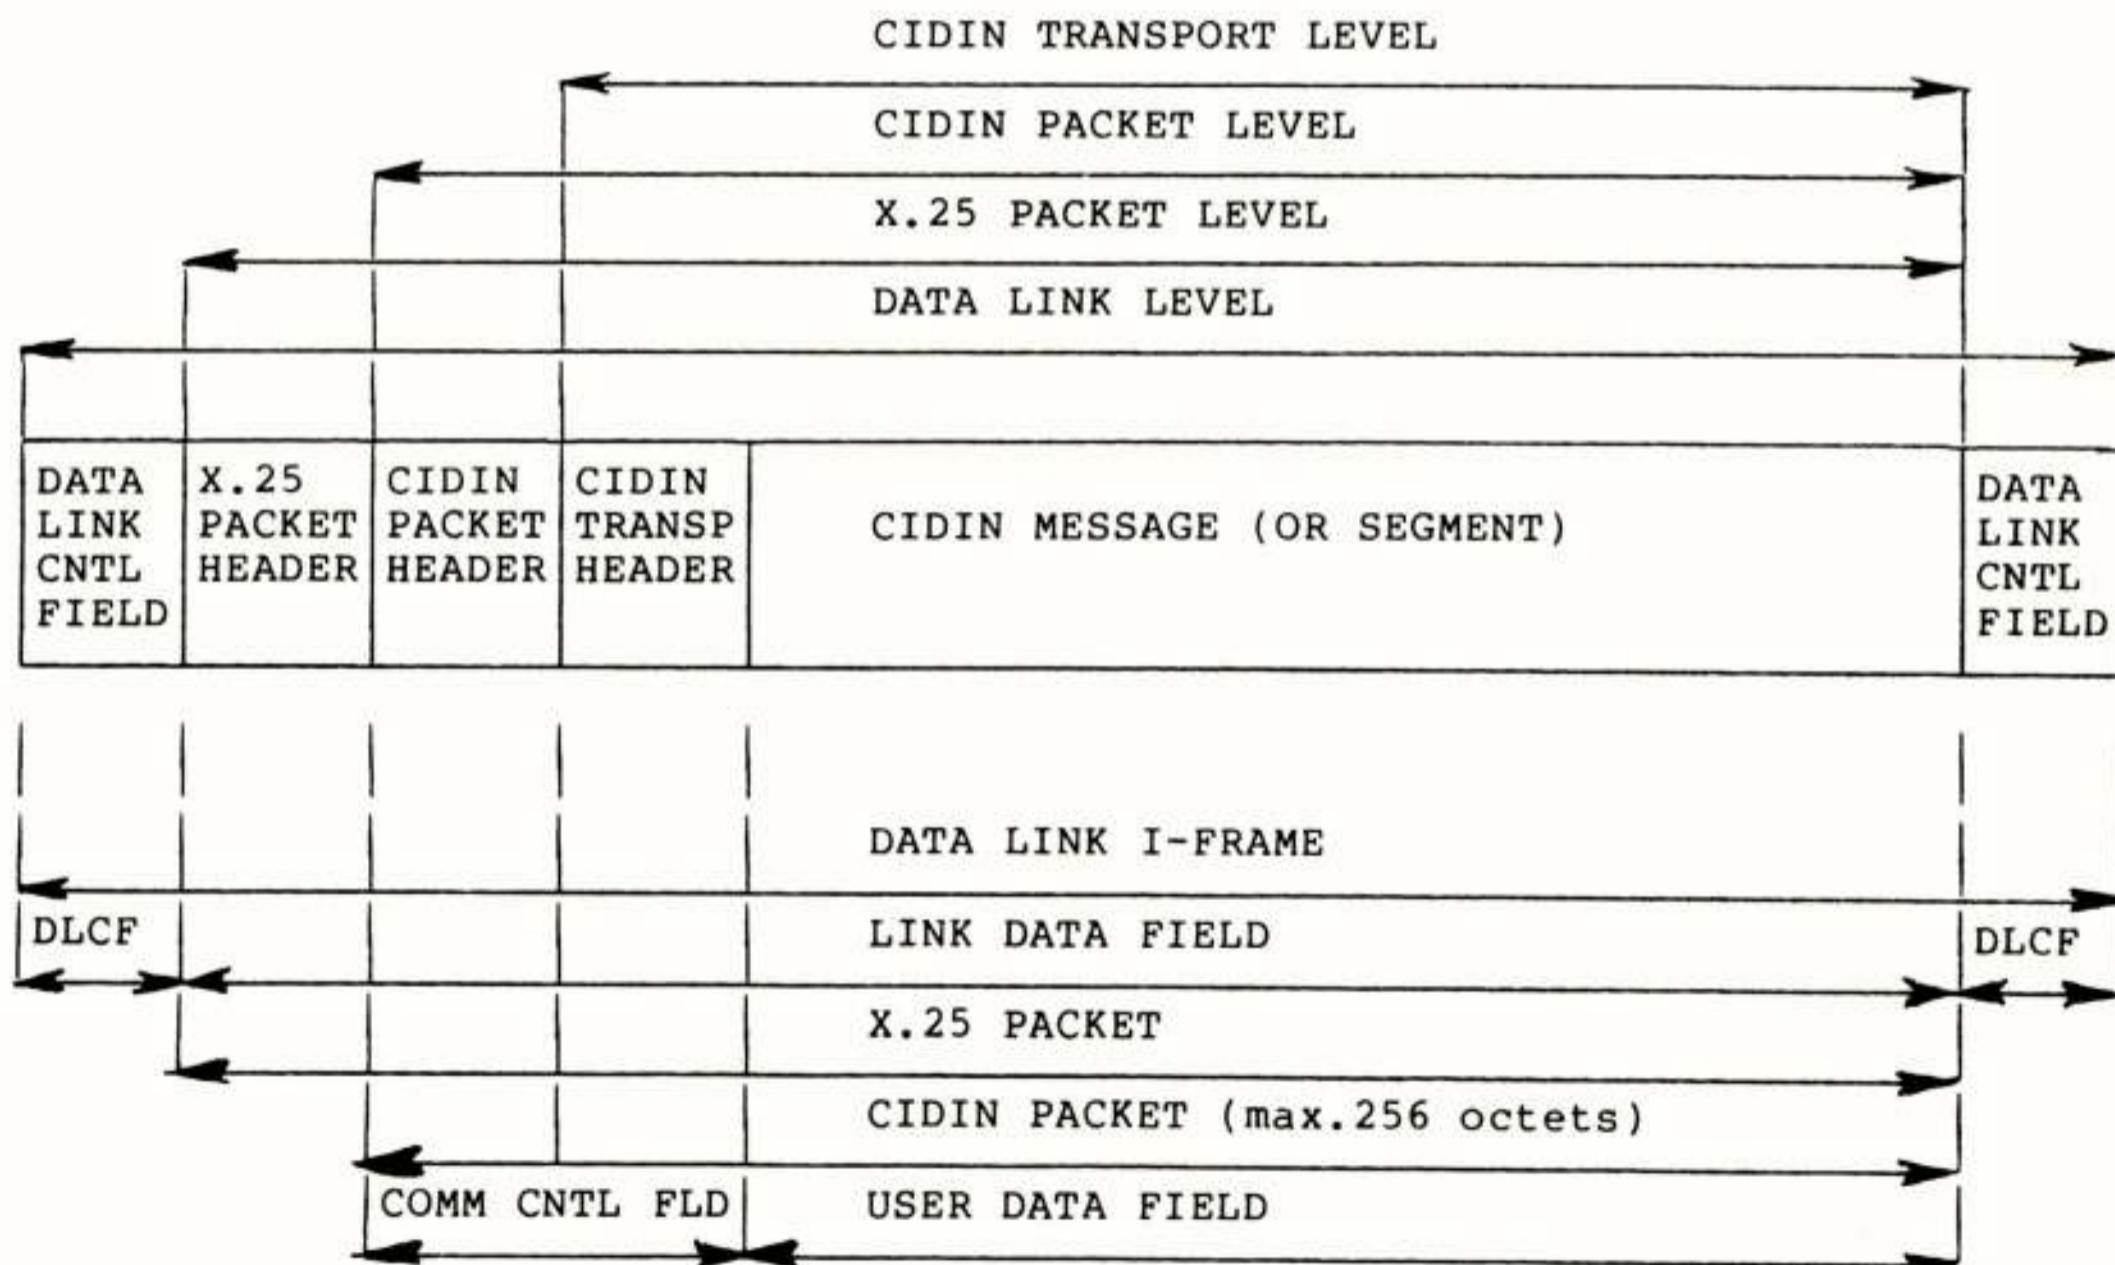 CIDIN TRANSPORT LEVEL
CIDIN PACKET LEVEL
X.25 PACKET LEVEL
DATA LINK LEVEL
DATA
LINK
CNTL
FIELD
X.25
PACKET
HEADER
CIDIN
PACKET
HEADER
CIDIN
TRANSP
HEADER
CIDIN MESSAGE (OR SEGMENT)
DATA
LINK
CNTL
FIELD
DATA LINK I-FRAME
DLCF
LINK DATA FIELD
DLCF
X.25 PACKET
CIDIN PACKET (max.256 octets)
COMM CNTL FLD
USER DATA FIELD